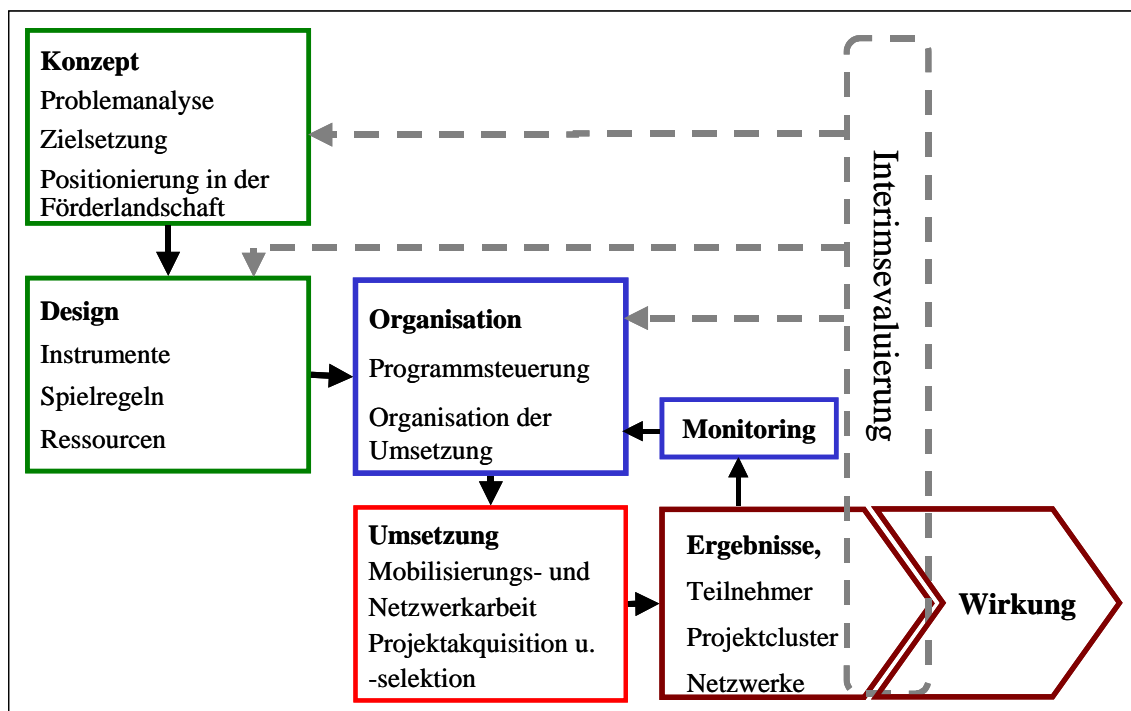 Konzept
Problemanalyse
Zielsetzung
Positionierung in der
Förderlandschaft
Design
Instrumente
Spielregeln
Ressourcen
Organisation
Programmsteuerung
Organisation der
Umsetzung
Monitoring
Interimsevaluierung
Umsetzung
Mobilisierungs- und
Netzwerkarbeit
Projektakquisition u.
-selektion
Ergebnisse,
Teilnehmer
Projektcluster
Netzwerke
Wirkung